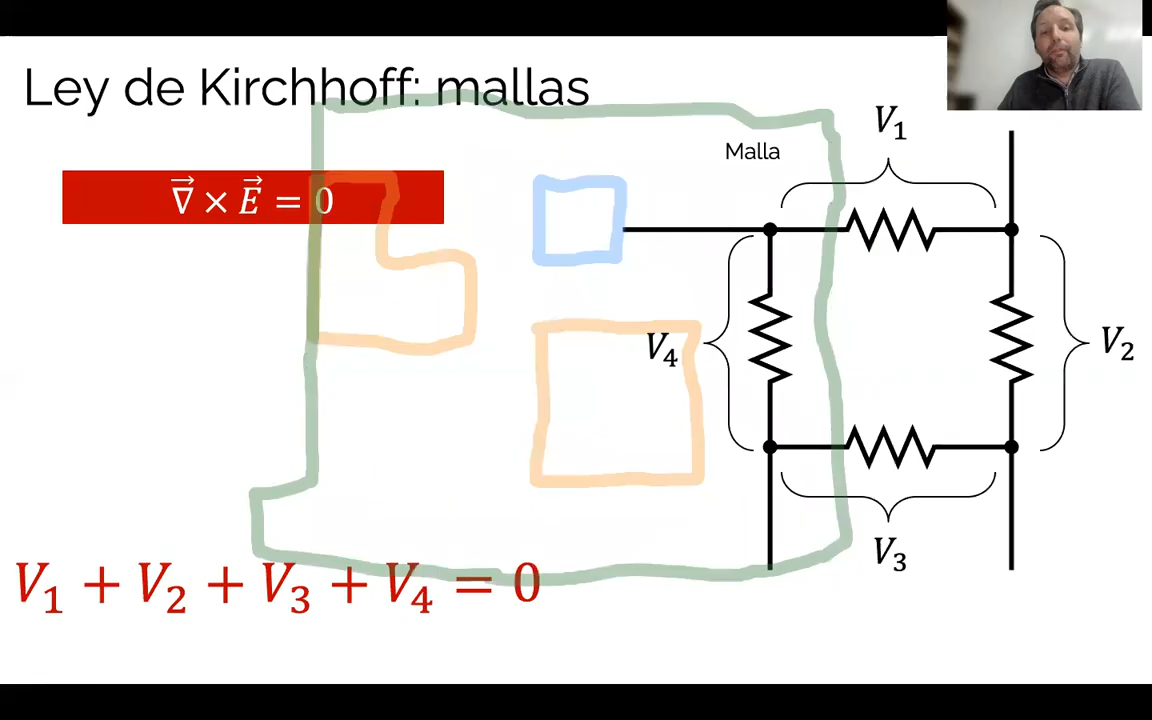 Ley de Kirchhoff: mallas
∇⃗ × E⃗ = 0
Malla
V₁
V₄
V₂
V₃
V₁ + V₂ + V₃ + V₄ = 0